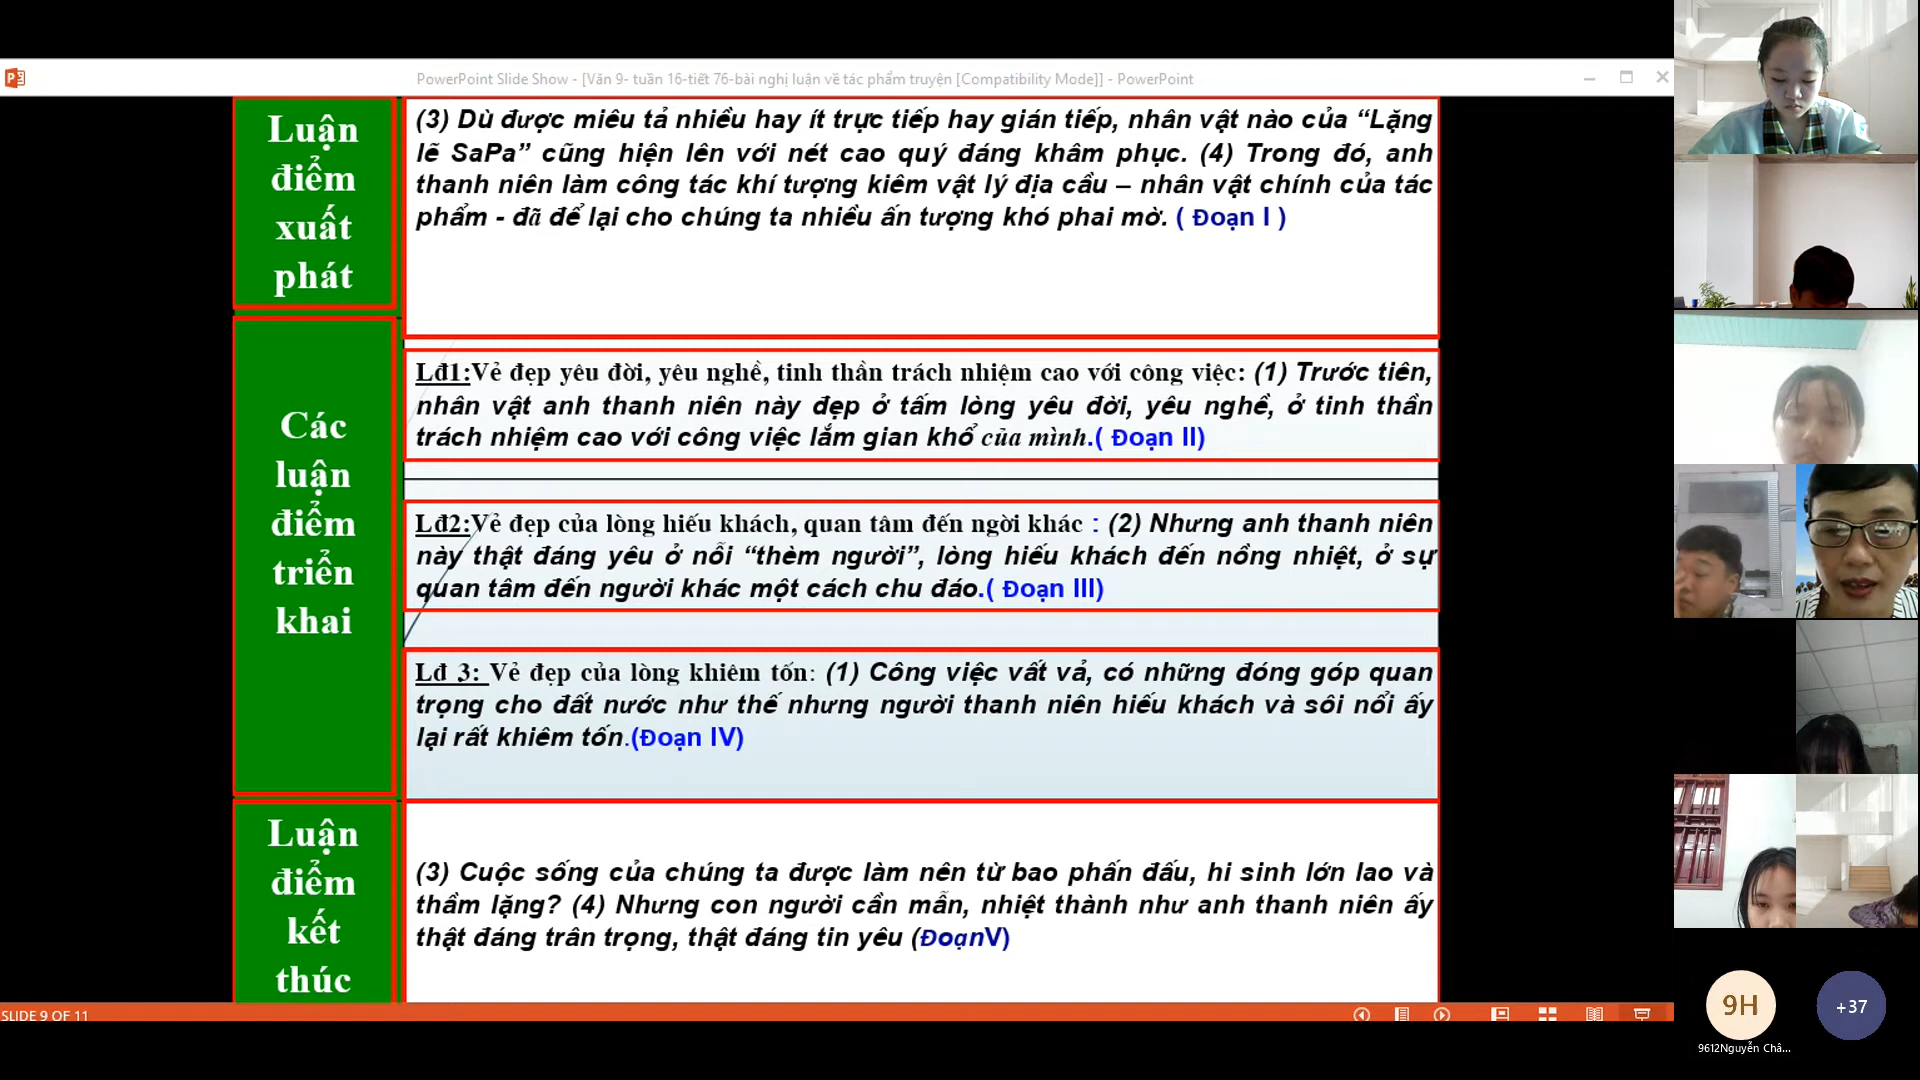 PowerPoint Slide Show - [Văn 9- tuần 16-tiết 76-bài nghị luận về tác phẩm truyện [Compatibility Mode]] - PowerPoint
Luận
điểm
xuất
phát
(3) Dù được miêu tả nhiều hay ít trực tiếp hay gián tiếp, nhân vật nào của “Lặng
lẽ SaPa” cũng hiện lên với nét cao quý đáng khâm phục. (4) Trong đó, anh
thanh niên làm công tác khí tượng kiêm vật lý địa cầu – nhân vật chính của tác
phẩm - đã để lại cho chúng ta nhiều ấn tượng khó phai mờ. ( Đoạn I )
Các
luận
điểm
triển
khai
Lđ1:Vẻ đẹp yêu đời, yêu nghề, tinh thần trách nhiệm cao với công việc: (1) Trước tiên,
nhân vật anh thanh niên này đẹp ở tấm lòng yêu đời, yêu nghề, ở tinh thần
trách nhiệm cao với công việc lắm gian khổ của mình.( Đoạn II)
Lđ2:Vẻ đẹp của lòng hiếu khách, quan tâm đến ngời khác : (2) Nhưng anh thanh niên
này thật đáng yêu ở nỗi “thèm người”, lòng hiếu khách đến nồng nhiệt, ở sự
quan tâm đến người khác một cách chu đáo.( Đoạn III)
Lđ 3: Vẻ đẹp của lòng khiêm tốn: (1) Công việc vất vả, có những đóng góp quan
trọng cho đất nước như thế nhưng người thanh niên hiếu khách và sôi nổi ấy
lại rất khiêm tốn.(Đoạn IV)
Luận
điểm
kết
thúc
(3) Cuộc sống của chúng ta được làm nên từ bao phấn đấu, hi sinh lớn lao và
thầm lặng? (4) Nhưng con người cần mẫn, nhiệt thành như anh thanh niên ấy
thật đáng trân trọng, thật đáng tin yêu (ĐoạnV)
SLIDE 9 OF 11
9H
+37
9612Nguyễn Châ...